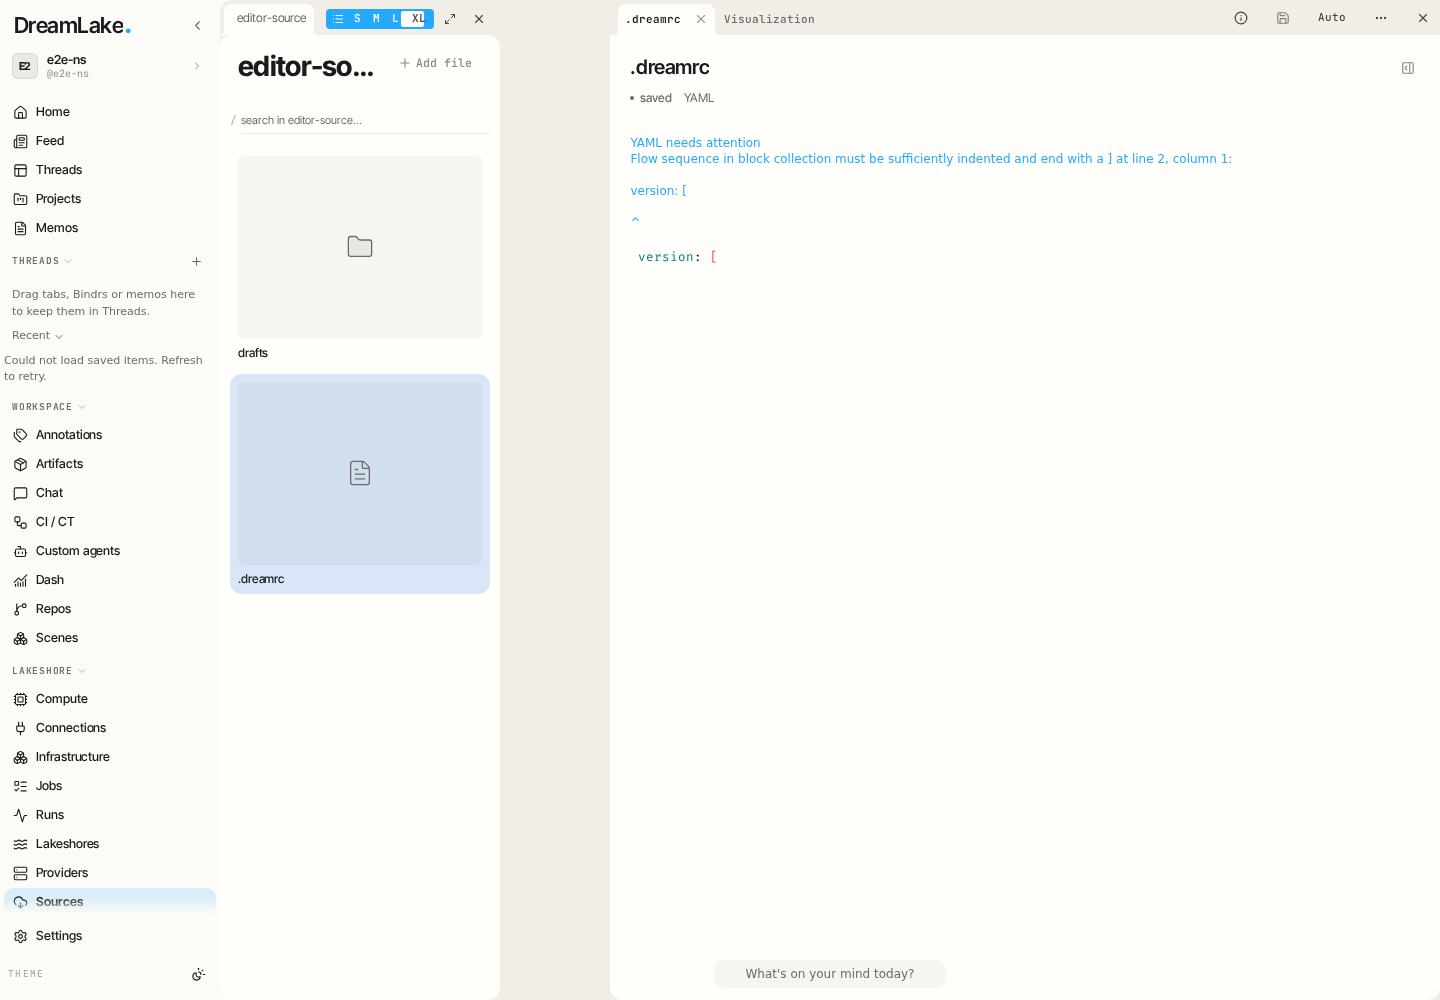 DreamLake.
E2
e2e-ns
@e2e-ns
Home
Feed
Threads
Projects
Memos
THREADS
Drag tabs, Bindrs or memos here
to keep them in Threads.
Recent
Could not load saved items. Refresh
to retry.
WORKSPACE
Annotations
Artifacts
Chat
CI / CT
Custom agents
Dash
Repos
Scenes
LAKESHORE
Compute
Connections
Infrastructure
Jobs
Runs
Lakeshores
Providers
Sources
Settings
THEME
editor-source
S M L XL
editor-so...
+ Add file
/ search in editor-source...
drafts
.dreamrc
.dreamrc
Visualization
Auto
.dreamrc
saved YAML
YAML needs attention
Flow sequence in block collection must be sufficiently indented and end with a ] at line 2, column 1:
version: [
^
version: [
What's on your mind today?